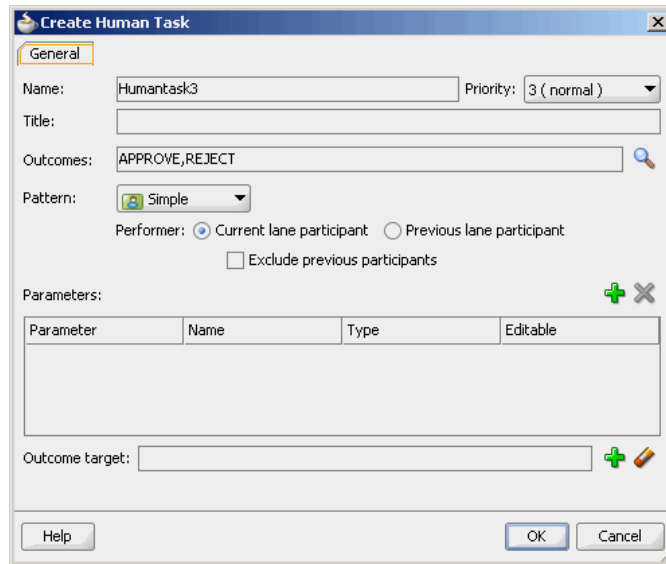 Create Human Task
General
Name: Humantask3 Priority: 3 ( normal )
Title:
Outcomes: APPROVE,REJECT
Pattern: Simple
Performer: Current lane participant Previous lane participant
Exclude previous participants
Parameters:
Parameter Name Type Editable
Outcome target:
Help OK Cancel